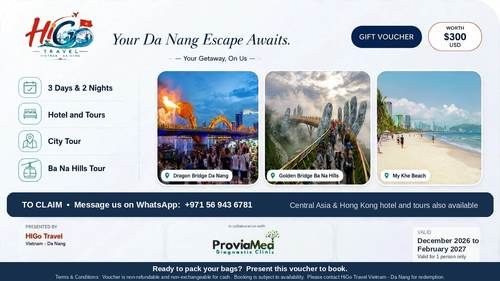 HiGo
TRAVEL
VIETNAM - DA NANG
Your Da Nang Escape Awaits.
Your Getaway, On Us
GIFT VOUCHER
WORTH
$300
USD
3 Days & 2 Nights
Hotel and Tours
City Tour
Ba Na Hills Tour
Dragon Bridge Da Nang
Golden Bridge Ba Na Hills
My Khe Beach
TO CLAIM • Message us on WhatsApp: +971 56 943 6781
Central Asia & Hong Kong hotel and tours also available
PRESENTED BY
HIGo Travel
Vietnam - Da Nang
In collaboration with
ProviaMed
Diagnostic Clinic
VALID
December 2026 to
February 2027
Valid for 1 person only
Ready to pack your bags? Present this voucher to book.
Terms & Conditions: Voucher is non-refundable and non-exchangeable for cash. Booking is subject to availability. Please contact HiGo Travel Vietnam - Da Nang for redemption.